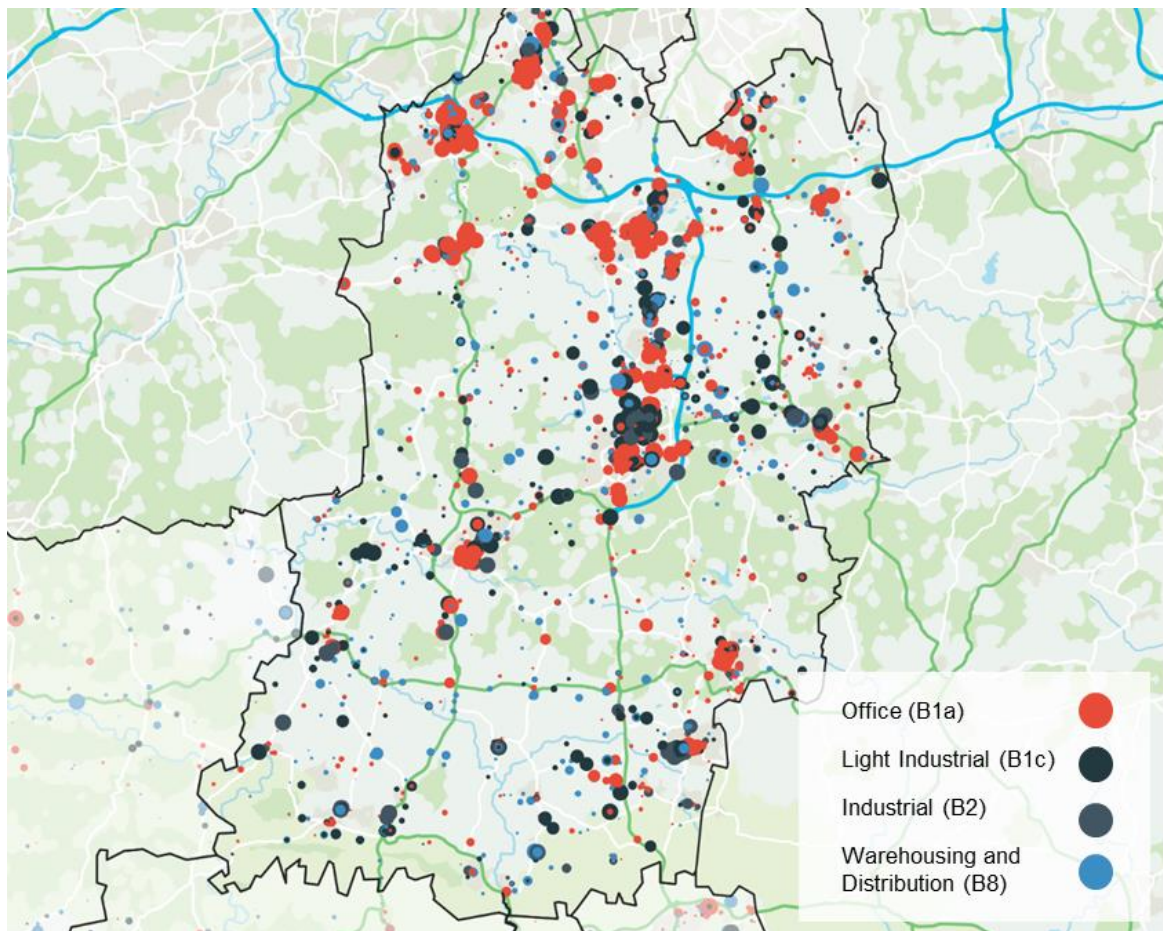 Office (B1a)
Light Industrial (B1c)
Industrial (B2)
Warehousing and
Distribution (B8)